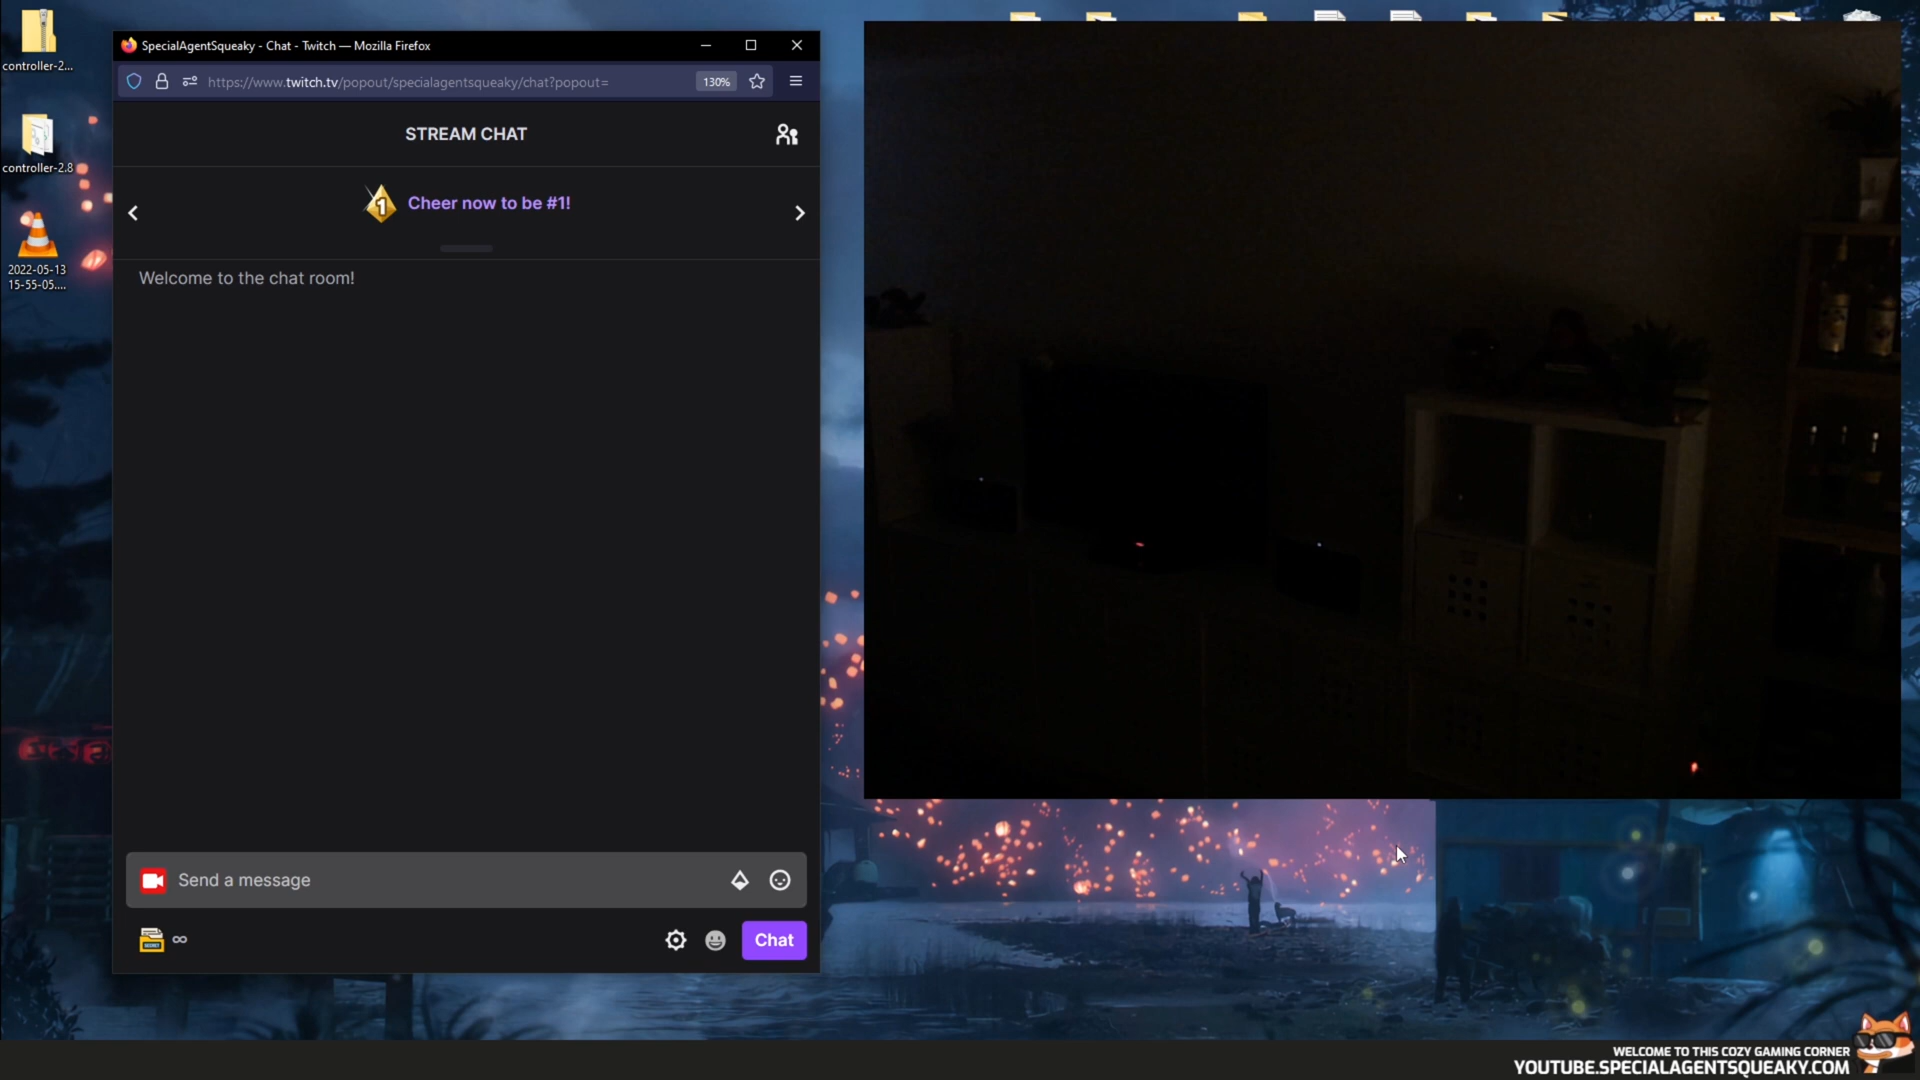 controller-2...
controller-2.8
2022-05-13
15-55-05....
SpecialAgentSqueaky - Chat - Twitch — Mozilla Firefox
https://www.twitch.tv/popout/specialagentsqueaky/chat?popout=
130%
STREAM CHAT
1
Cheer now to be #1!
Welcome to the chat room!
Send a message
SECRET
∞
Chat
WELCOME TO THIS COZY GAMING CORNER
YOUTUBE.SPECIALAGENTSQUEAKY.COM